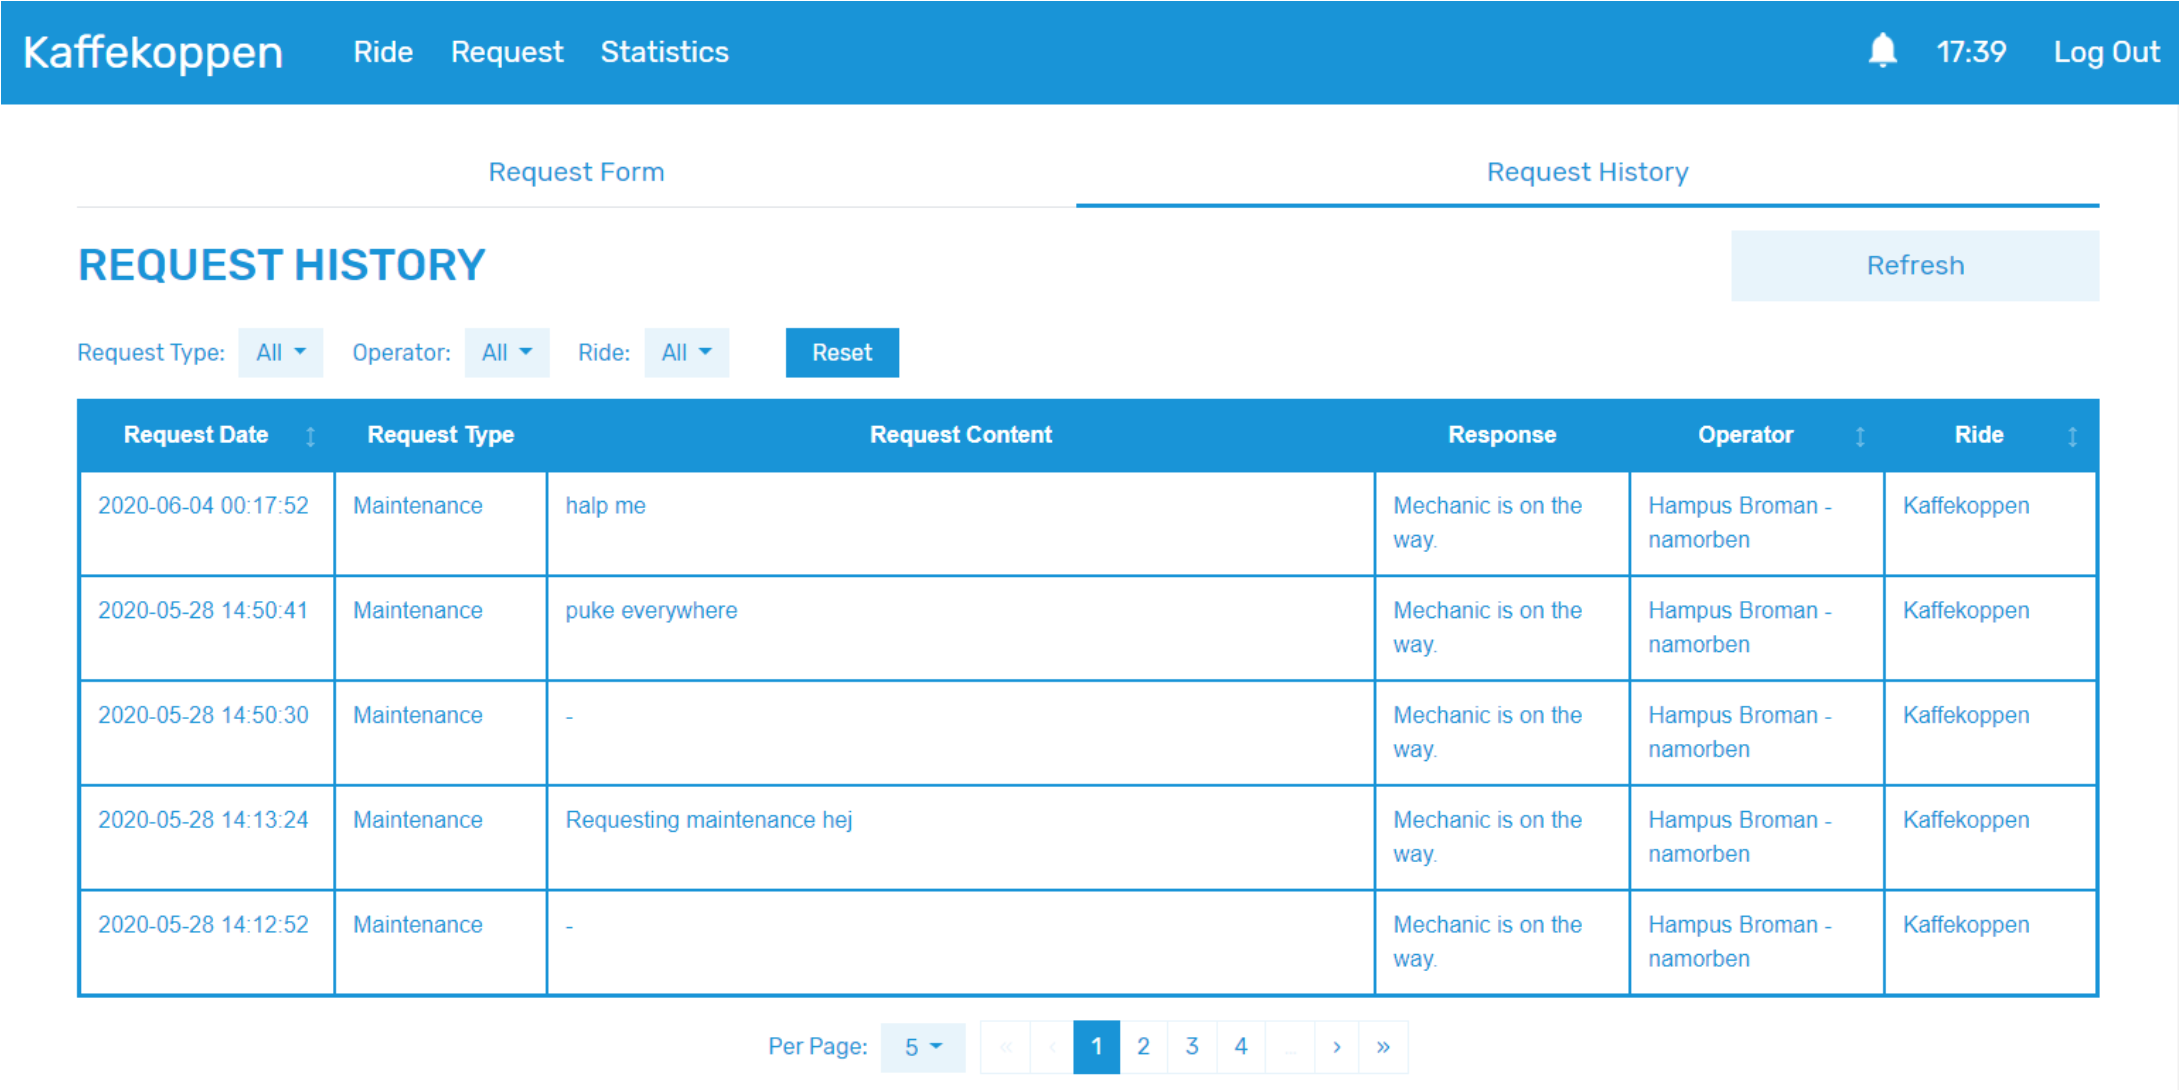 Kaffekoppen Ride Request Statistics 17:39 Log Out
Request Form Request History
REQUEST HISTORY Refresh
Request Type: All Operator: All Ride: All Reset
Request Date Request Type Request Content Response Operator Ride
2020-06-04 00:17:52 Maintenance halp me Mechanic is on the Hampus Broman - Kaffekoppen
way. namorben
2020-05-28 14:50:41 Maintenance puke everywhere Mechanic is on the Hampus Broman - Kaffekoppen
way. namorben
2020-05-28 14:50:30 Maintenance - Mechanic is on the Hampus Broman - Kaffekoppen
way. namorben
2020-05-28 14:13:24 Maintenance Requesting maintenance hej Mechanic is on the Hampus Broman - Kaffekoppen
way. namorben
2020-05-28 14:12:52 Maintenance - Mechanic is on the Hampus Broman - Kaffekoppen
way. namorben
Per Page: 5 « ‹ 1 2 3 4 ... › »